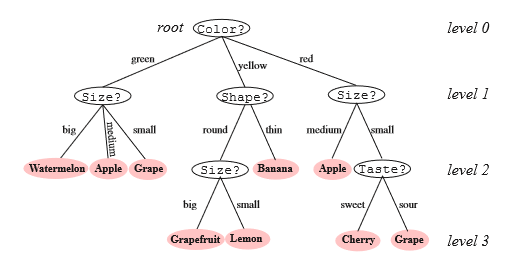 root Color? level 0
green yellow red
Size? Shape? Size? level 1
big medium small round thin medium small
Watermelon Apple Grape Size? Banana Apple Taste? level 2
big small sweet sour
Grapefruit Lemon Cherry Grape level 3